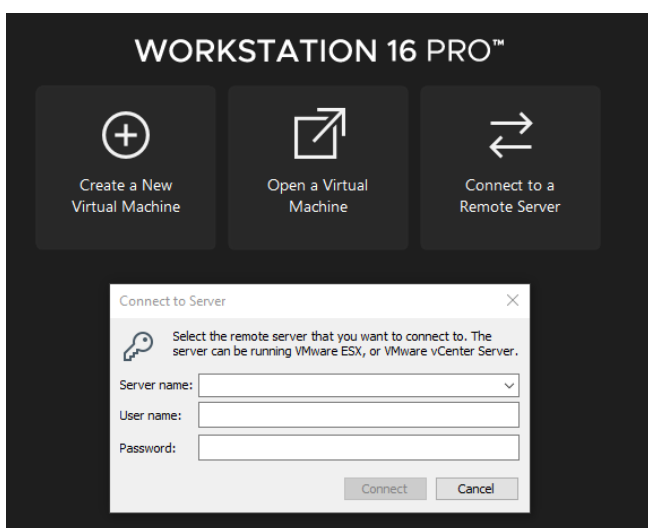 WORKSTATION 16 PRO™
Create a New
Virtual Machine
Open a Virtual
Machine
Connect to a
Remote Server
Connect to Server
Select the remote server that you want to connect to. The
server can be running VMware ESX, or VMware vCenter Server.
Server name:
User name:
Password:
Connect
Cancel